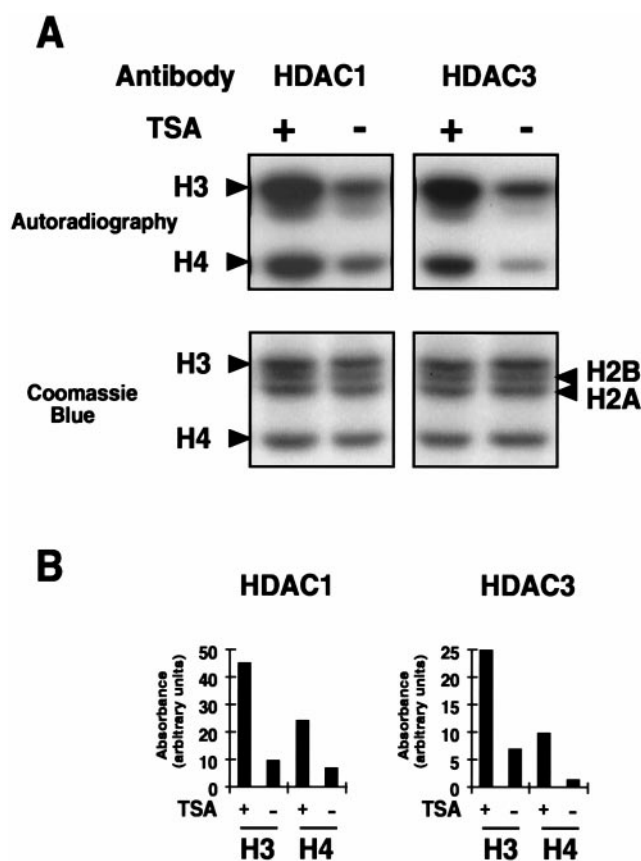 A
Antibody HDAC1 HDAC3
TSA + - + -
H3
Autoradiography
H4
H3
H2B
H2A
Coomassie
Blue
H4
B
HDAC1 HDAC3
Absorbance
(arbitrary units)
50
40
30
20
10
0
TSA + - + -
H3 H4
Absorbance
(arbitrary units)
25
20
15
10
5
0
TSA + - + -
H3 H4